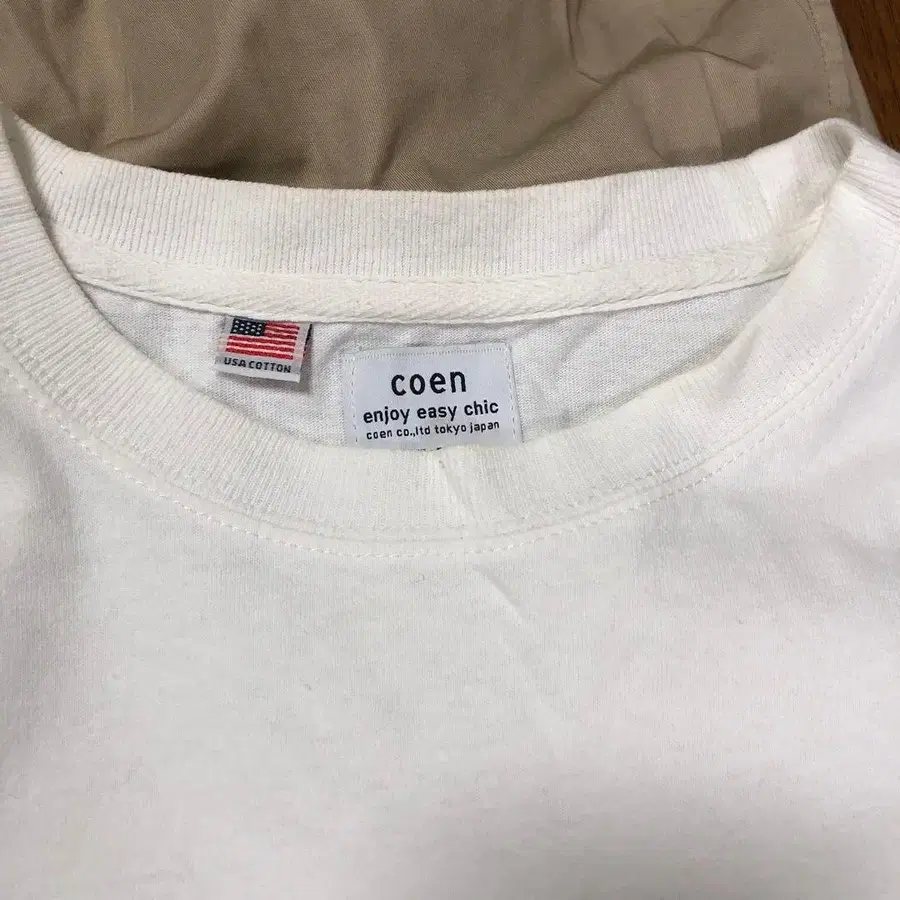 USA COTTON
coen
enjoy easy chic
coen co.,ltd tokyo japan